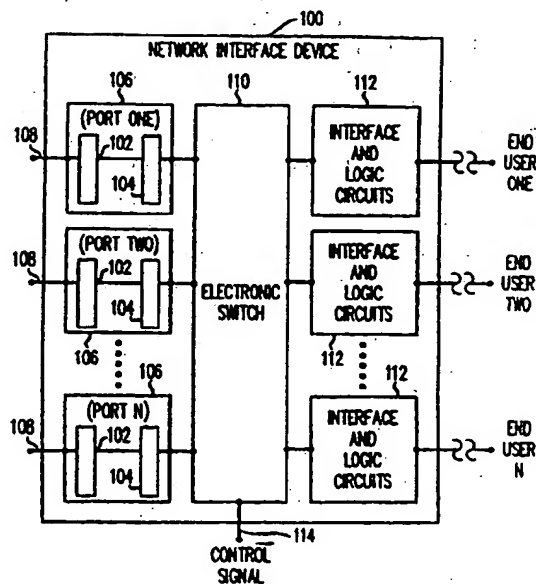 100
NETWORK INTERFACE DEVICE
106
110
112
(PORT ONE)
108
102
104
INTERFACE
AND
LOGIC
CIRCUITS
END
USER
ONE
(PORT TWO)
108
102
104
106
ELECTRONIC
SWITCH
INTERFACE
AND
LOGIC
CIRCUITS
112
END
USER
TWO
106
112
(PORT N)
108
102
104
INTERFACE
AND
LOGIC
CIRCUITS
END
USER
N
114
CONTROL
SIGNAL